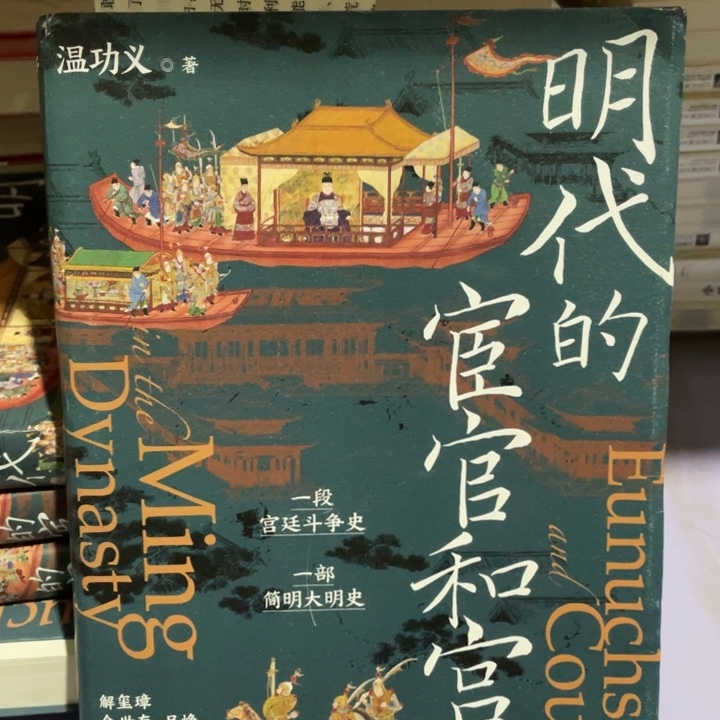 温功义 ◎ 著
明代的
宦官和宫
in the
Ming
Dynasty
Eunuchs
and
Cou
一段
宫廷斗争史
一部
简明大明史
解玺璋